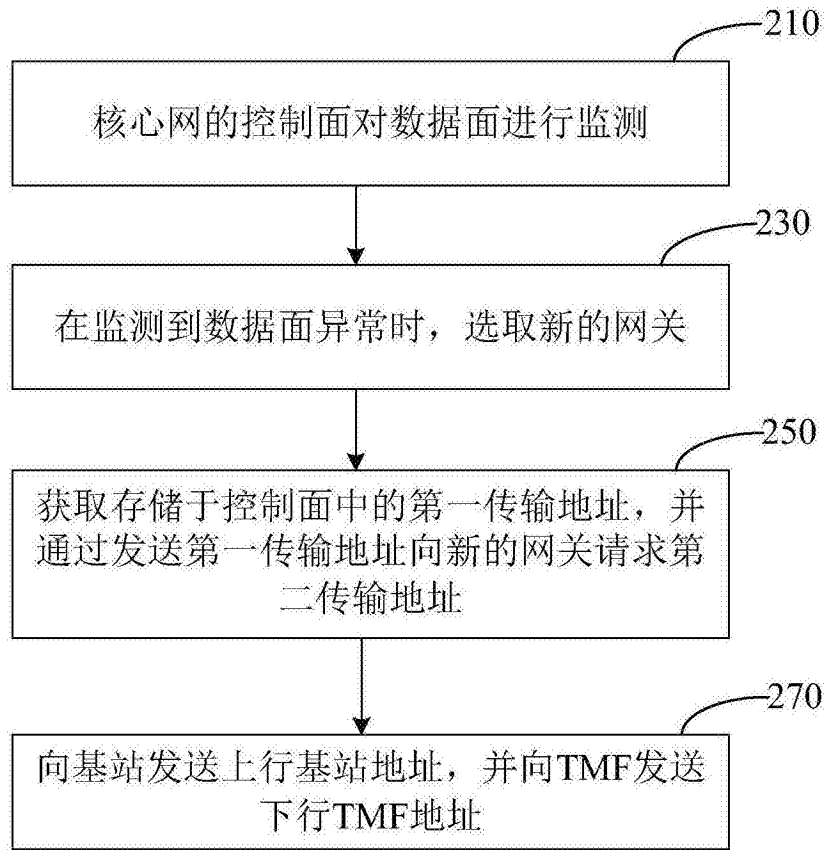 210
核心网的控制面对数据面进行监测
230
在监测到数据面异常时，选取新的网关
250
获取存储于控制面中的第一传输地址，并
通过发送第一传输地址向新的网关请求第
二传输地址
270
向基站发送上行基站地址，并向TMF发送
下行TMF地址